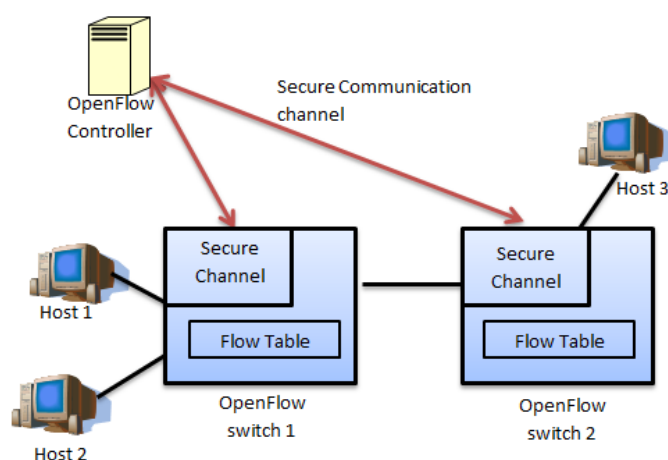 OpenFlow
Controller
Secure Communication
channel
Host 3
Secure
Channel
Secure
Channel
Host 1
Flow Table
Flow Table
OpenFlow
switch 1
OpenFlow
switch 2
Host 2